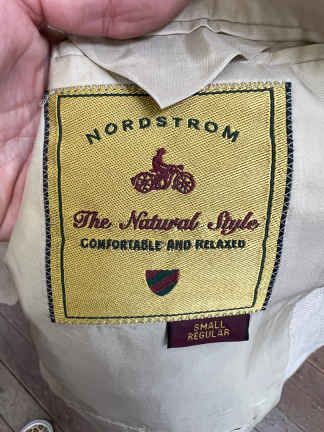 NORDSTROM
The Natural Style
COMFORTABLE AND RELAXED
SMALL
REGULAR